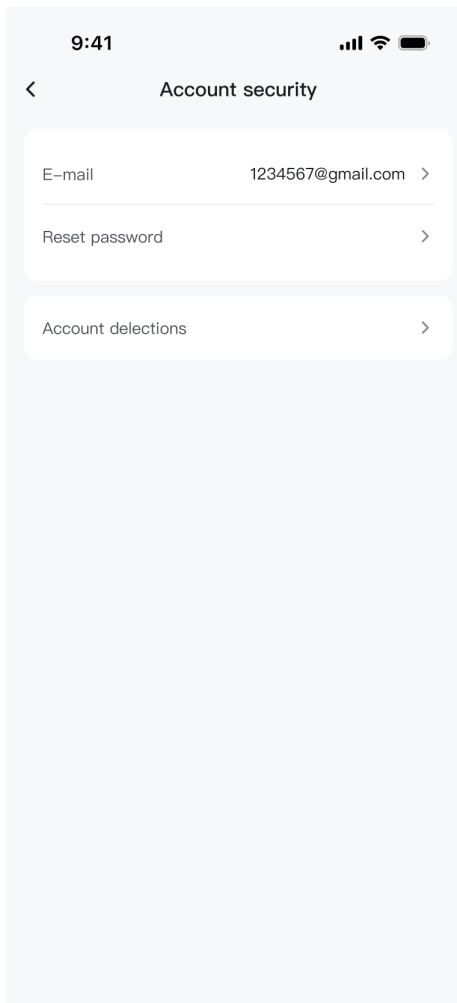 9:41
Account security
E-mail 1234567@gmail.com
Reset password
Account delections